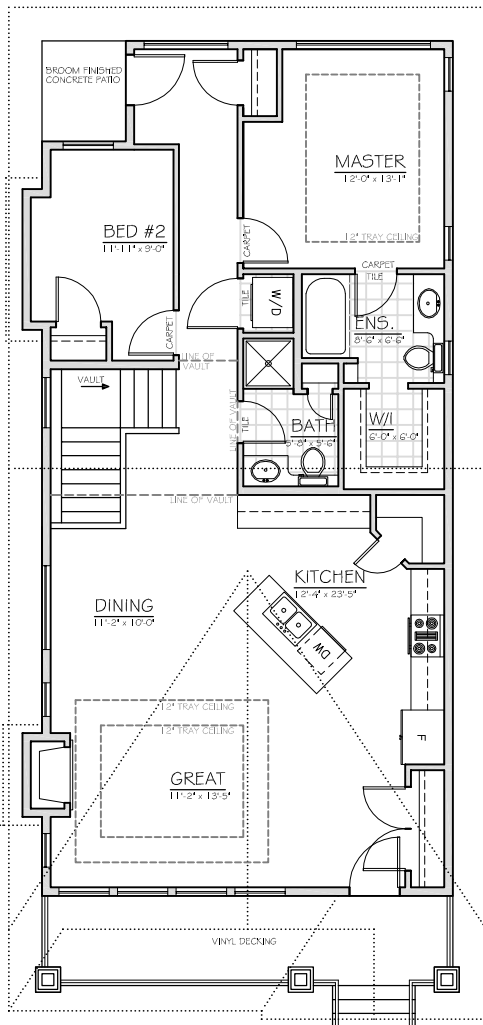 BROOM FINISHED
CONCRETE PATIO
MASTER
12'-0" x 13'-1"
12" TRAY CEILING
BED #2
11'-11" x 9'-0"
CARPET
CARPET
TILE
CARPET
TILE
W/D
ENS.
8'-6" x 6'-6"
LINE OF
VAULT
VAULT
LINE OF VAULT
TILE
BATH
5'-8" x 5'-6"
W/I
6'-0" x 6'-0"
LINE OF VAULT
KITCHEN
12'-4" x 23'-5"
DINING
11'-2" x 10'-0"
DW
12" TRAY CEILING
12" TRAY CEILING
F
GREAT
11'-2" x 13'-5"
VINYL DECKING